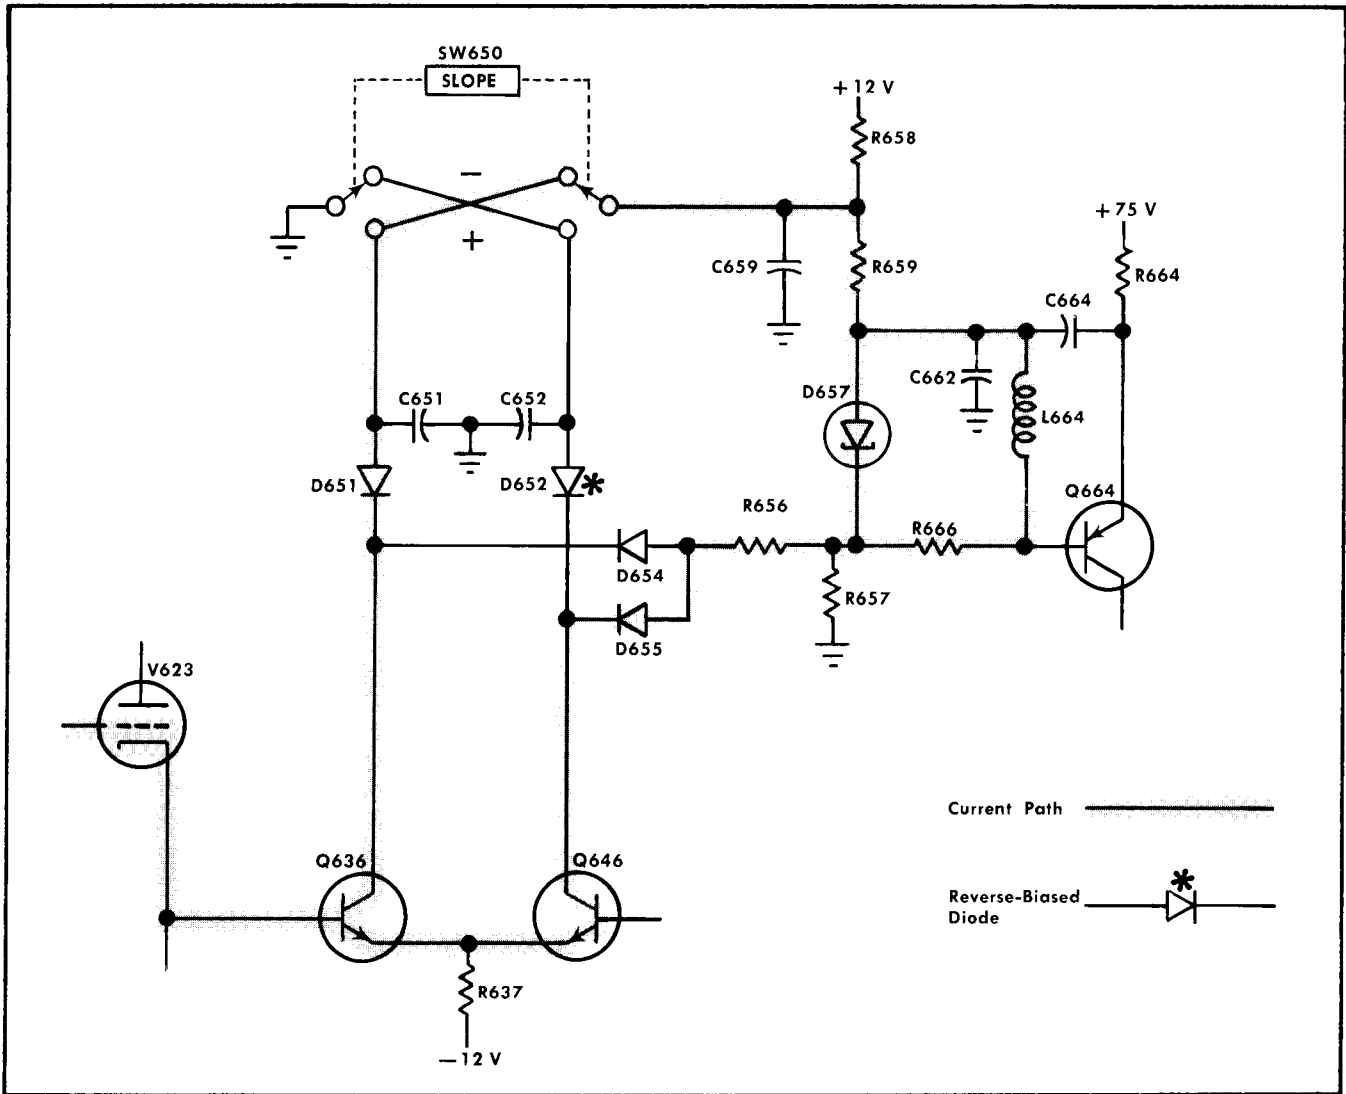 SW650
SLOPE
−
+
+12 V
R658
+75 V
C659
R659
R664
C664
D657
C662
L664
C651
C652
D651
D652 *
Q664
R656
R666
D654
R657
D655
V623
Current Path
Q636
Q646
*
Reverse-Biased
Diode
R637
−12 V